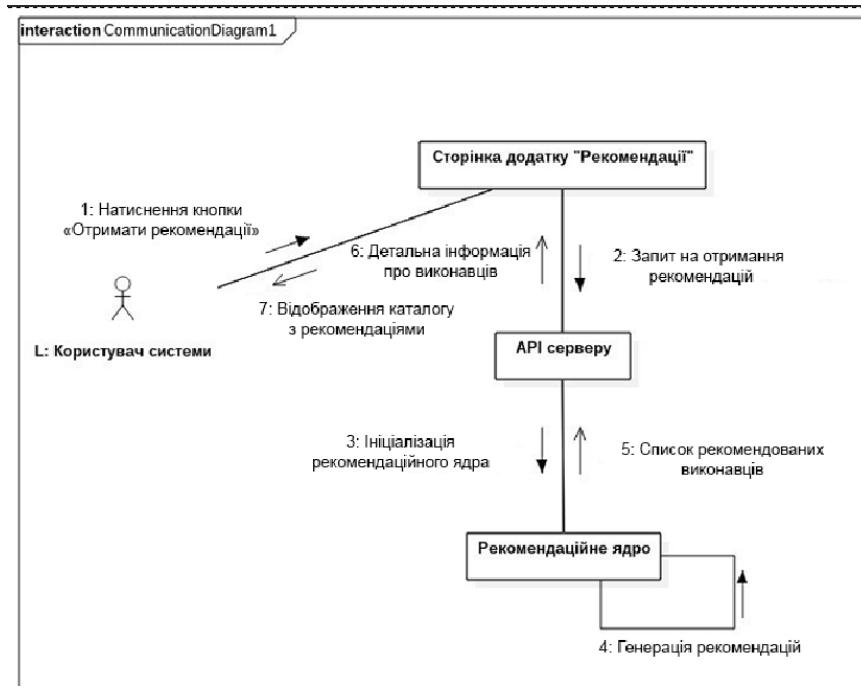 interaction CommunicationDiagram1
Сторінка додатку "Рекомендації"
1: Натиснення кнопки
«Отримати рекомендації»
6: Детальна інформація
про виконавців
2: Запит на отримання
рекомендацій
7: Відображення каталогу
з рекомендаціями
L: Користувач системи
API серверу
3: Ініціалізація
рекомендаційного ядра
5: Список рекомендованих
виконавців
Рекомендаційне ядро
4: Генерація рекомендацій